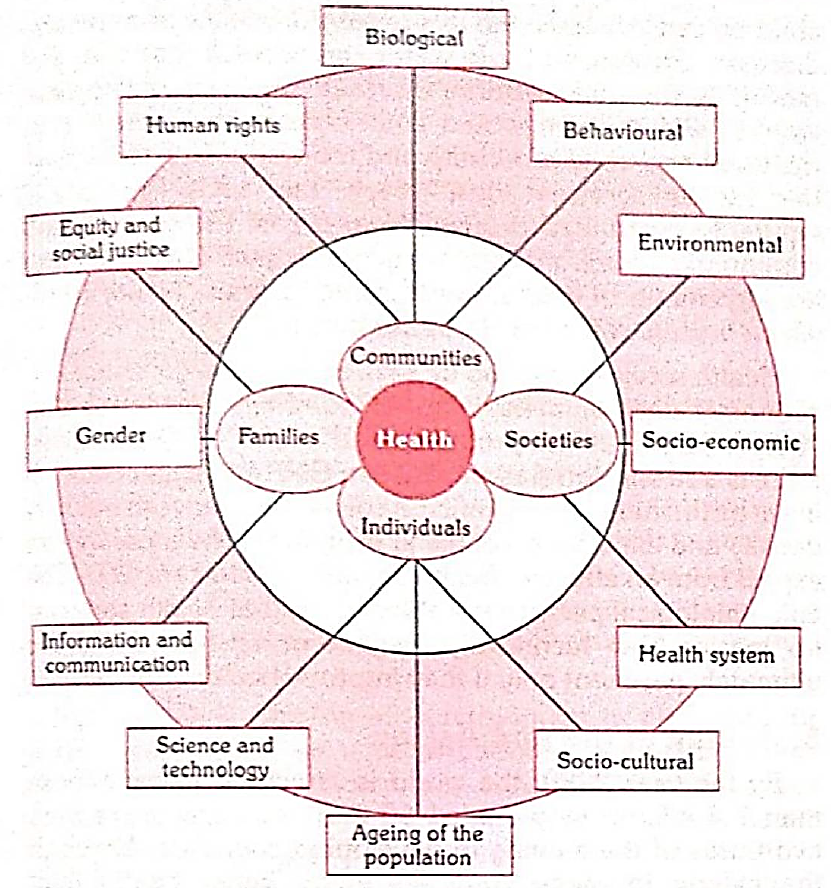 Biological
Human rights
Behavioural
Equity and
social justice
Environmental
Communities
Gender
Families
Health
Societies
Socio-economic
Individuals
Information and
communication
Health system
Science and
technology
Socio-cultural
Ageing of the
population